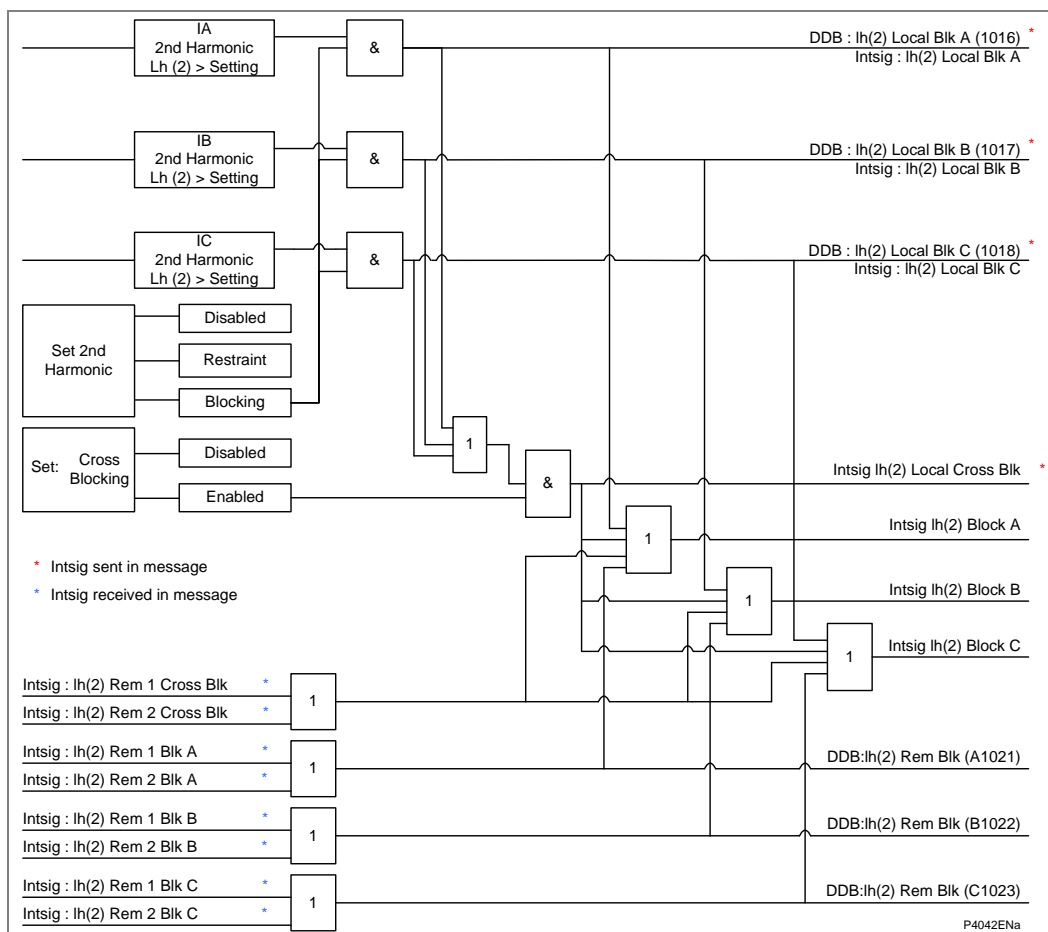 IA
2nd Harmonic
Lh (2) > Setting
&
DDB : Ih(2) Local Blk A (1016) *
Intsig : Ih(2) Local Blk A
IB
2nd Harmonic
Lh (2) > Setting
&
DDB : Ih(2) Local Blk B (1017) *
Intsig : Ih(2) Local Blk B
IC
2nd Harmonic
Lh (2) > Setting
&
DDB : Ih(2) Local Blk C (1018) *
Intsig : Ih(2) Local Blk C
Set 2nd
Harmonic
Disabled
Restraint
Blocking
Set: Cross
Blocking
Disabled
Enabled
1
&
Intsig Ih(2) Local Cross Blk *
1
Intsig Ih(2) Block A
1
Intsig Ih(2) Block B
1
Intsig Ih(2) Block C
* Intsig sent in message
* Intsig received in message
Intsig : Ih(2) Rem 1 Cross Blk *
Intsig : Ih(2) Rem 2 Cross Blk *
1
Intsig : Ih(2) Rem 1 Blk A *
Intsig : Ih(2) Rem 2 Blk A *
1
DDB:Ih(2) Rem Blk (A1021)
Intsig : Ih(2) Rem 1 Blk B *
Intsig : Ih(2) Rem 2 Blk B *
1
DDB:Ih(2) Rem Blk (B1022)
Intsig : Ih(2) Rem 1 Blk C *
Intsig : Ih(2) Rem 2 Blk C *
1
DDB:Ih(2) Rem Blk (C1023)
P4042ENa